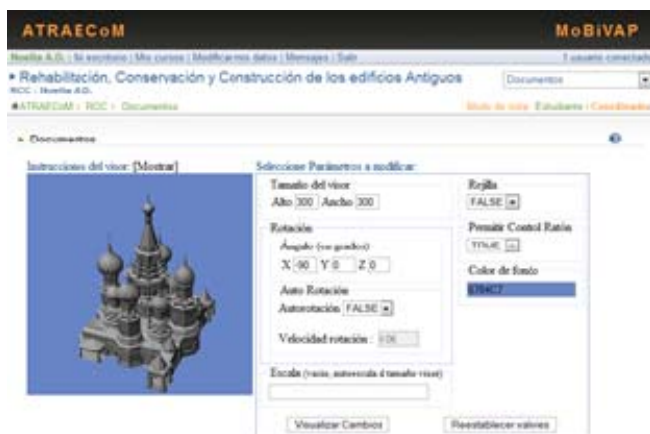 ATRAECoM MoBiVAP
Noelia A.D. | Mi escritorio | Mis cursos | Modificar mis datos | Mensajes | Salir 1 usuario conectado
Rehabilitación, Conservación y Construcción de los edificios Antiguos Documentos
RCC - Noelia A.D.
ATRAECoM > RCC > Documentos Modo de vista: Estudiante / Coordinador
Documentos
Instrucciones del visor: [Mostrar] Seleccione Parámetros a modificar:
Tamaño del visor Rejilla
Alto 300 Ancho 300 FALSE
Rotación Permitir Control Ratón
Ángulo (en grados) TRUE
X -90 Y 0 Z 0 Color de fondo
Auto Rotación
Autorotación FALSE
Velocidad rotación :
Escala (vacío, autoescala a tamaño visor)
Visualizar Cambios Reestablecer valores